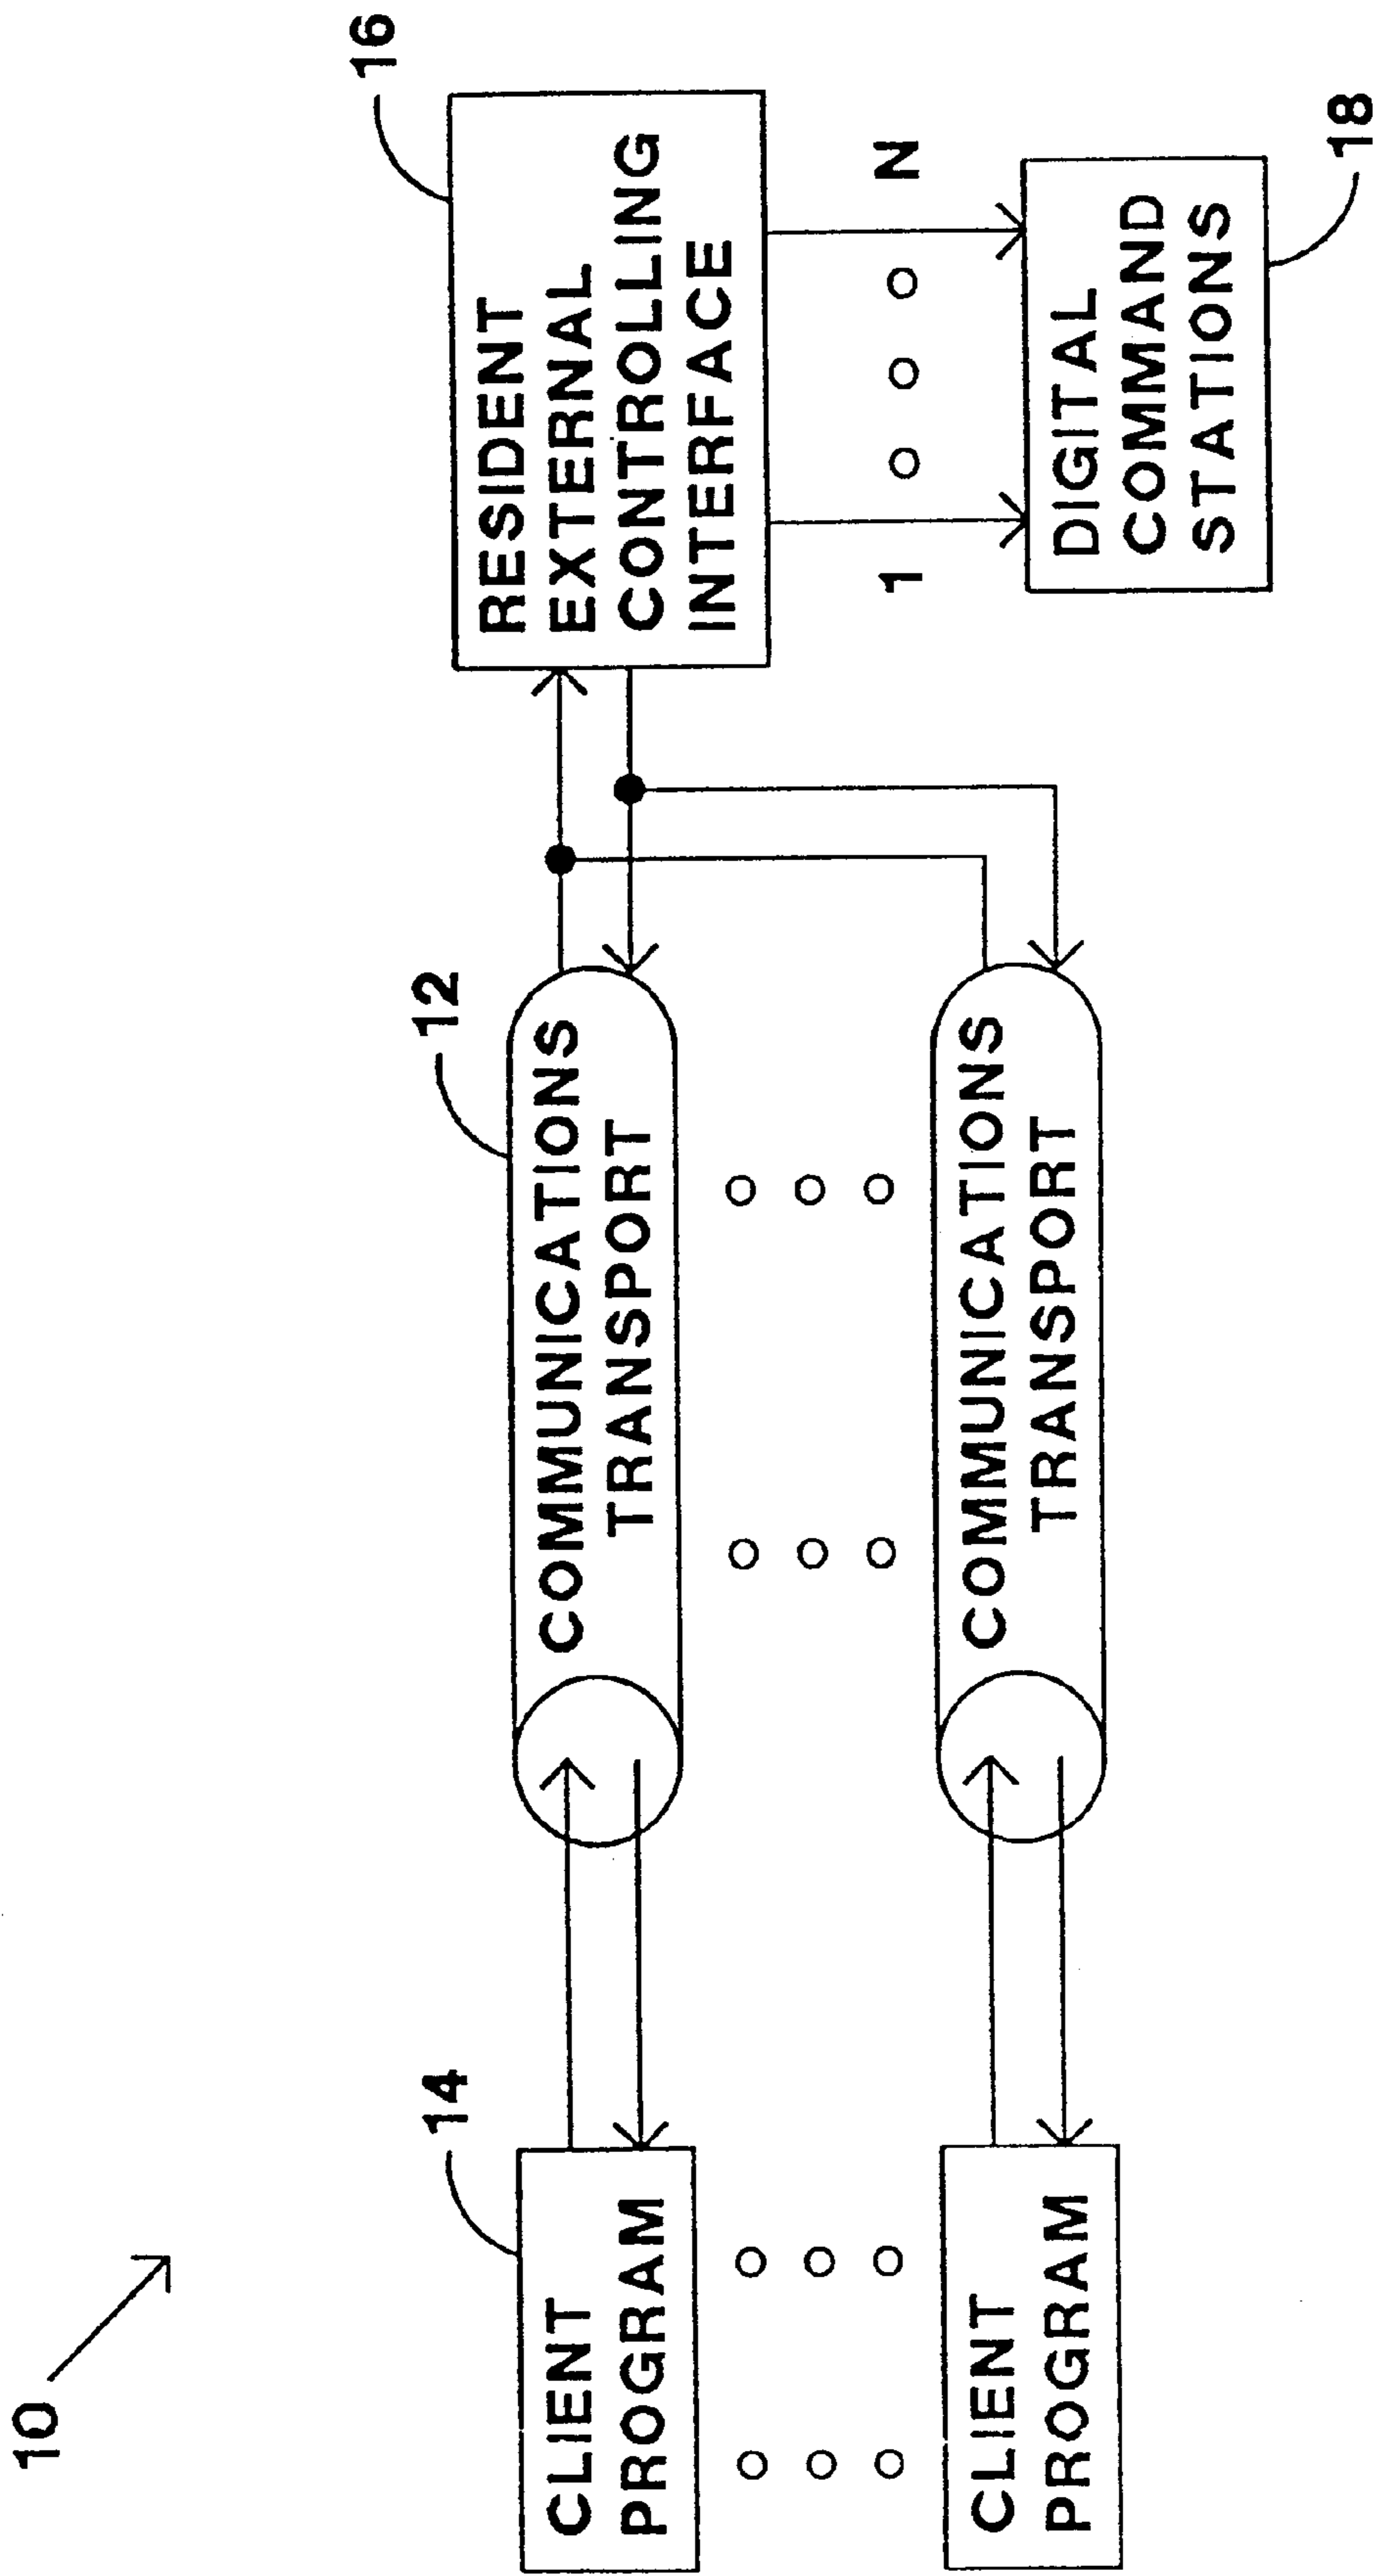 10
14
CLIENT
PROGRAM
12
COMMUNICATIONS
TRANSPORT
16
RESIDENT
EXTERNAL
CONTROLLING
INTERFACE
1
N
CLIENT
PROGRAM
COMMUNICATIONS
TRANSPORT
DIGITAL
COMMAND
STATIONS
18